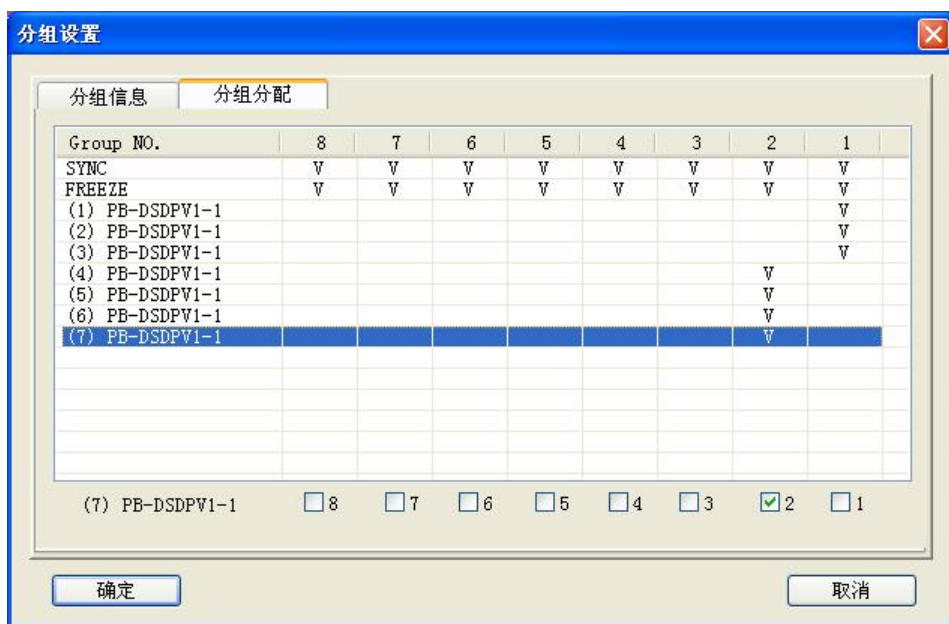 分组设置
分组信息 分组分配
Group NO. 8 7 6 5 4 3 2 1
SYNC V V V V V V V V
FREEZE V V V V V V V V
(1) PB-DSDPV1-1 V
(2) PB-DSDPV1-1 V
(3) PB-DSDPV1-1 V
(4) PB-DSDPV1-1 V
(5) PB-DSDPV1-1 V
(6) PB-DSDPV1-1 V
(7) PB-DSDPV1-1 V
(7) PB-DSDPV1-1 8 7 6 5 4 3 2 1
确定 取消